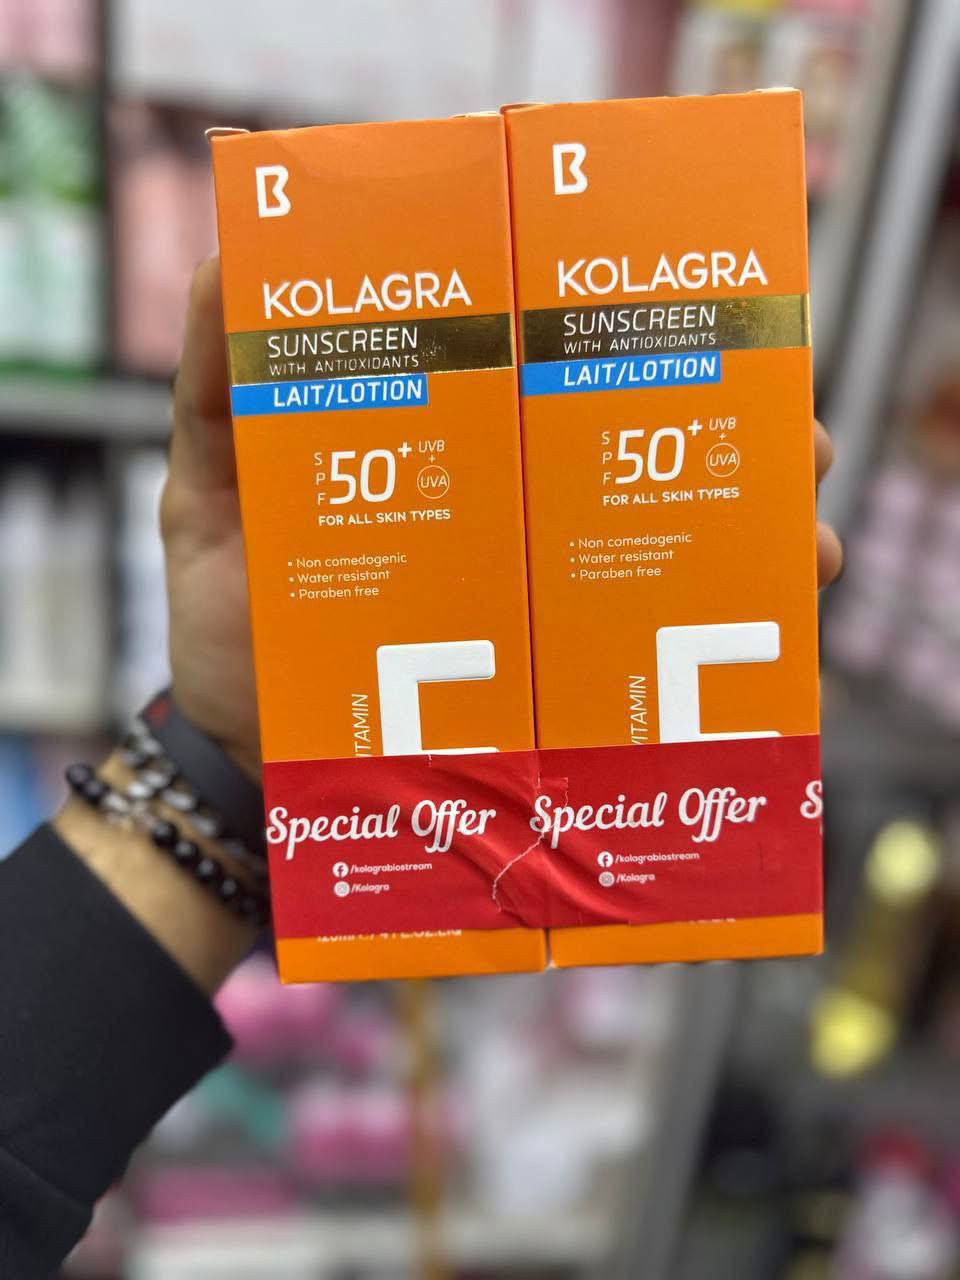 B
KOLAGRA
SUNSCREEN
WITH ANTIOXIDANTS
LAIT/LOTION
SPF 50+ UVB + UVA
FOR ALL SKIN TYPES
• Non comedogenic
• Water resistant
• Paraben free
Special Offer
/kolagrabiostream
/Kolagra
B
KOLAGRA
SUNSCREEN
WITH ANTIOXIDANTS
LAIT/LOTION
SPF 50+ UVB + UVA
FOR ALL SKIN TYPES
• Non comedogenic
• Water resistant
• Paraben free
Special Offer
/kolagrabiostream
/Kolagra